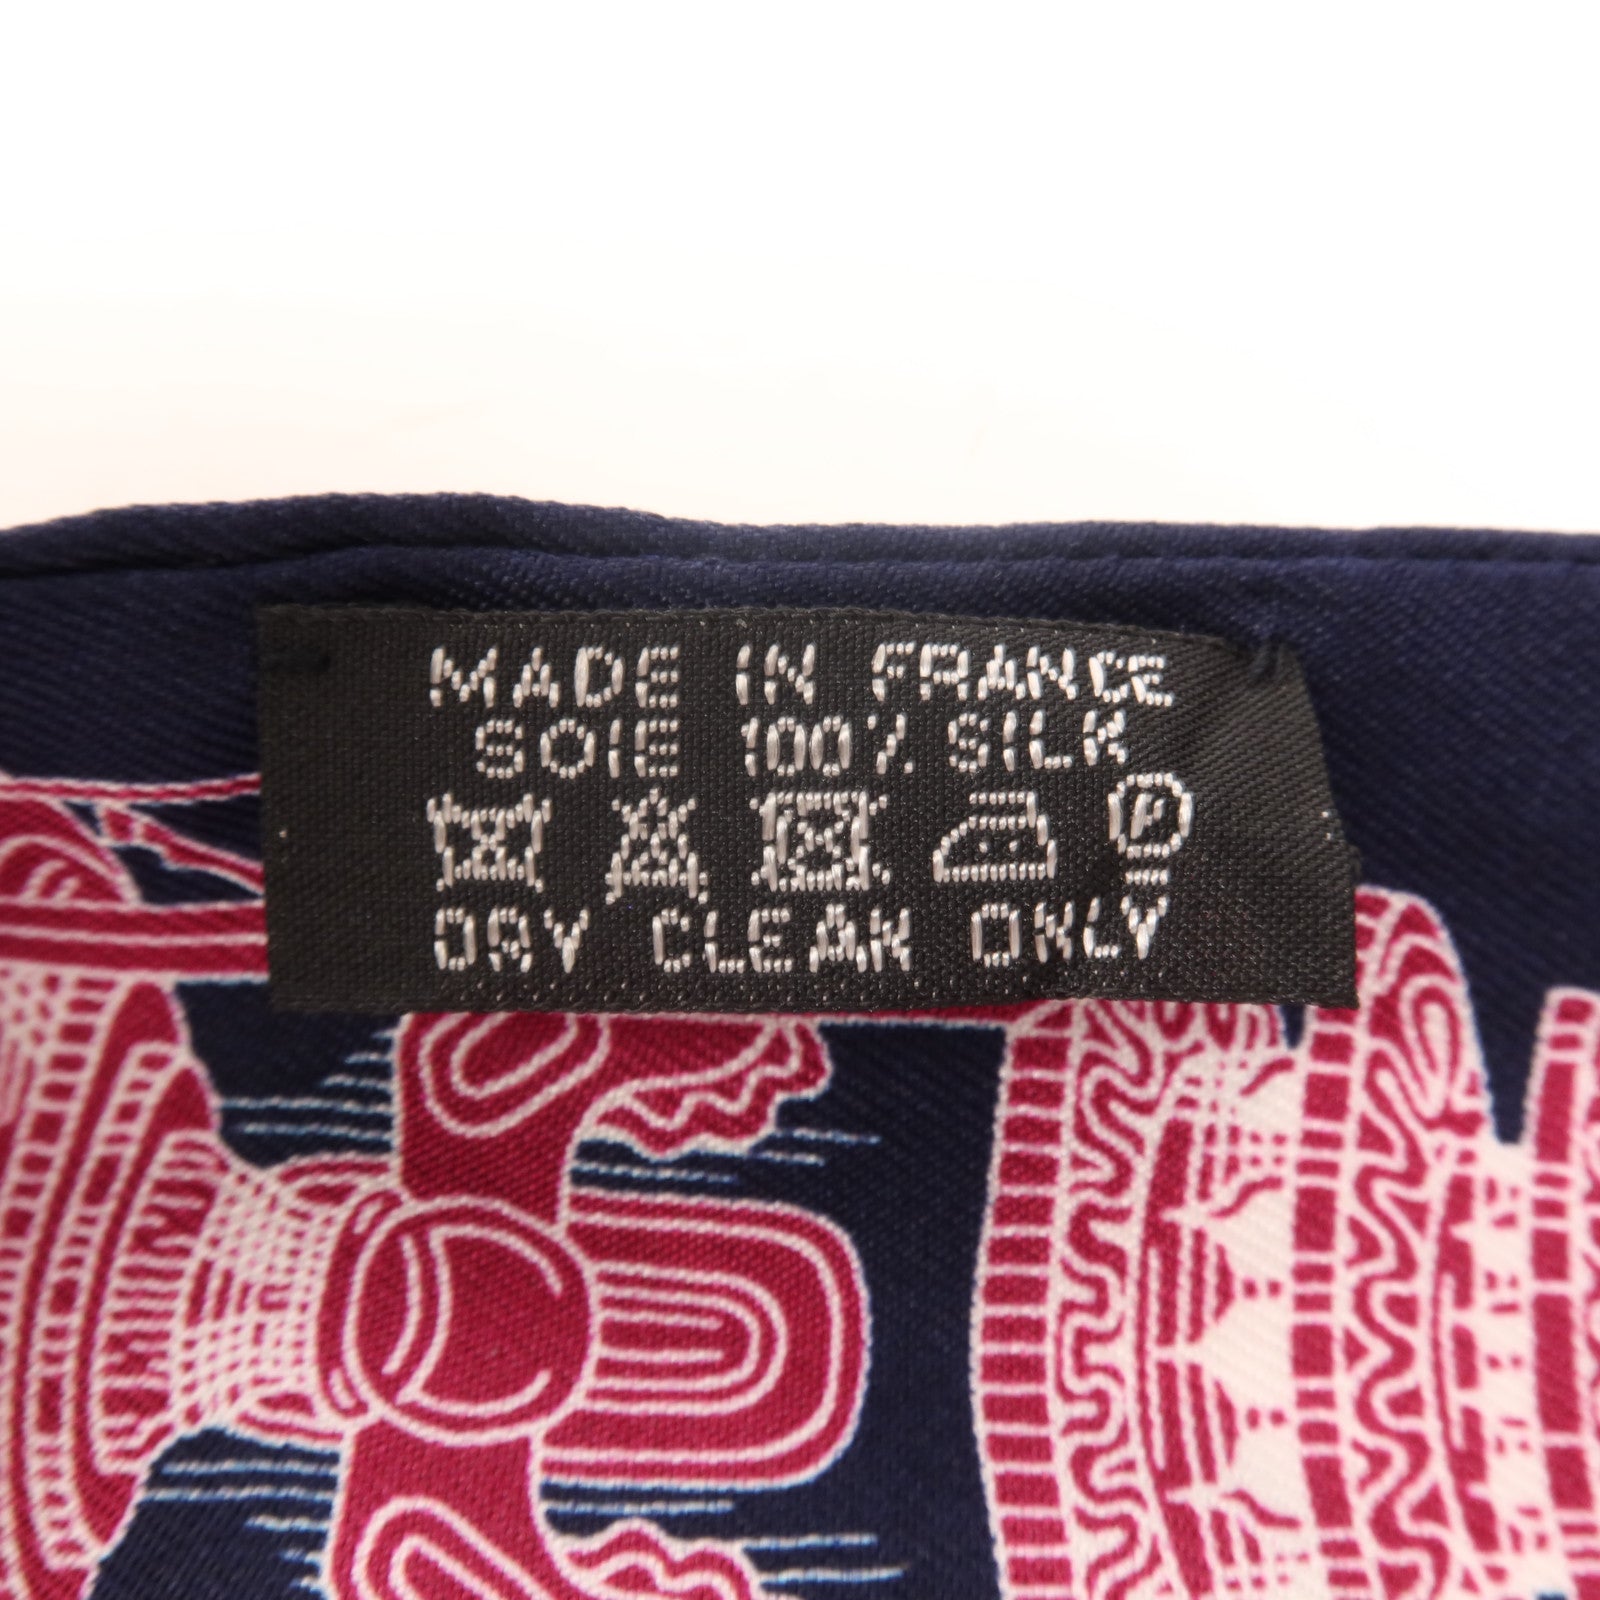 MADE IN FRANCE
SOIE 100% SILK
P
DRY CLEAN ONLY